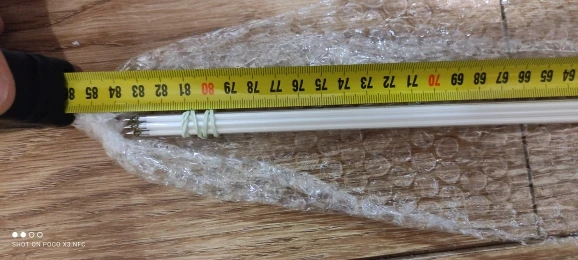 86 85 84 83 82 81 80 79 78 77 76 75 74 73 72 71 70 69 68 67 66 65 64
SHOT ON POCO X3 NFC